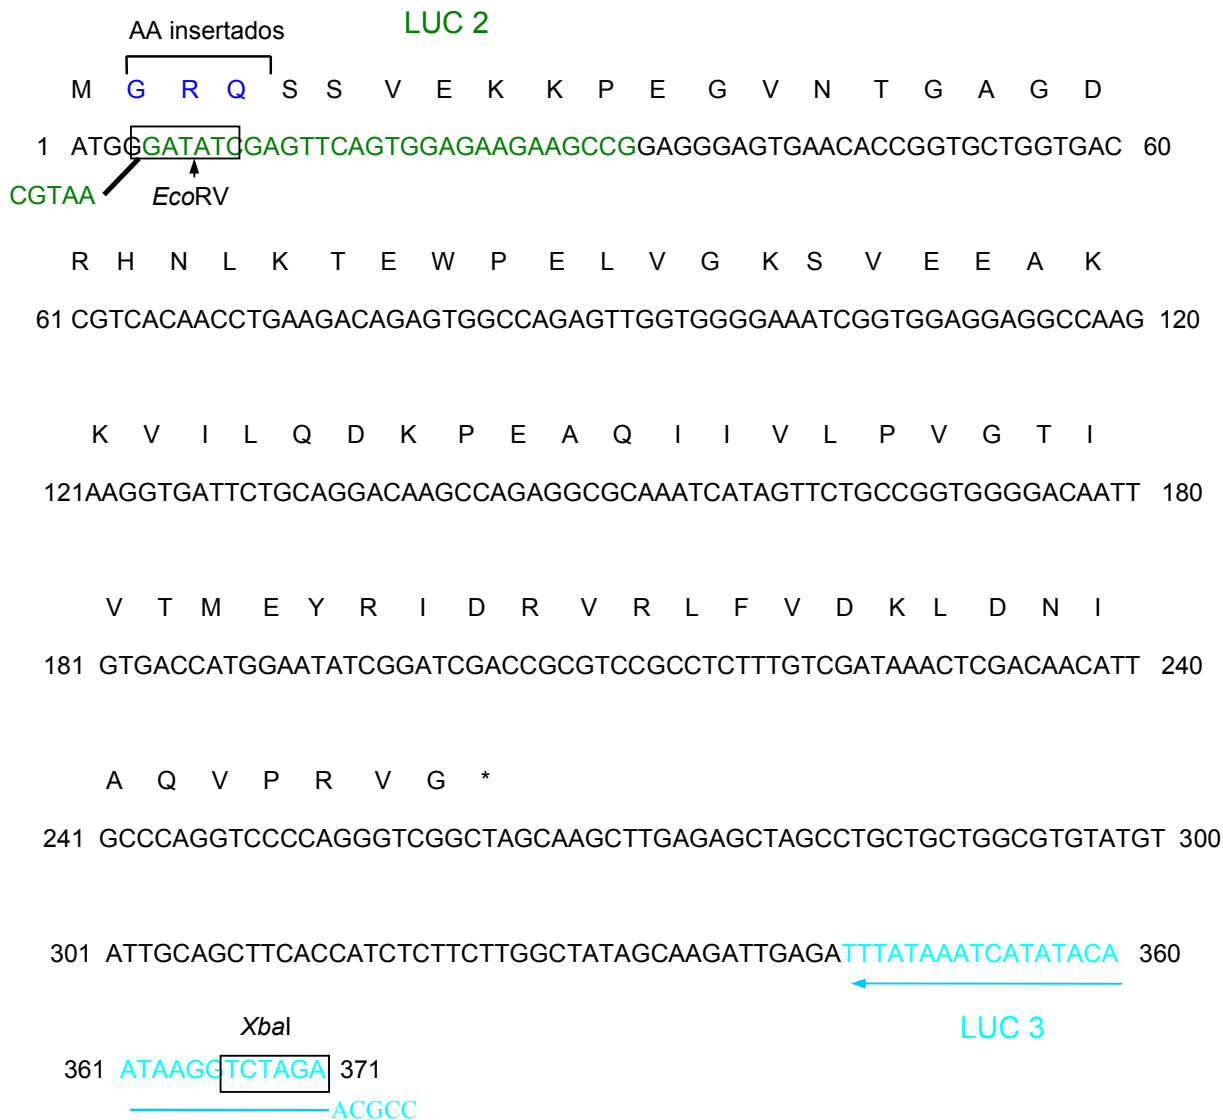 LUC 2
AA insertados
M G R Q S S V E K K P E G V N T G A G D
1 ATGGGATATCGAGTTCAGTGGAGAAGAAGCCGGAGGGAGTGAACACCGGTGCTGGTGAC 60
CGTAA EcoRV
R H N L K T E W P E L V G K S V E E A K
61 CGTCACAACCTGAAGACAGAGTGGCCAGAGTTGGTGGGGAAATCGGTGGAGGAGGCCAAG 120
K V I L Q D K P E A Q I I V L P V G T I
121AAGGTGATTCTGCAGGACAAGCCAGAGGCGCAAATCATAGTTCTGCCGGTGGGGACAATT 180
V T M E Y R I D R V R L F V D K L D N I
181 GTGACCATGGAATATCGGATCGACCGCGTCCGCCTCTTTGTCGATAAACTCGACAACATT 240
A Q V P R V G *
241 GCCCAGGTCCCCAGGGTCGGCTAGCAAGCTTGAGAGCTAGCCTGCTGCTGGCGTGTATGT 300
301 ATTGCAGCTTCACCATCTCTTCTTGGCTATAGCAAGATTGAGATTTATAAATCATATACA 360
LUC 3
XbaI
361 ATAAGGTCTAGA 371
ACGCC